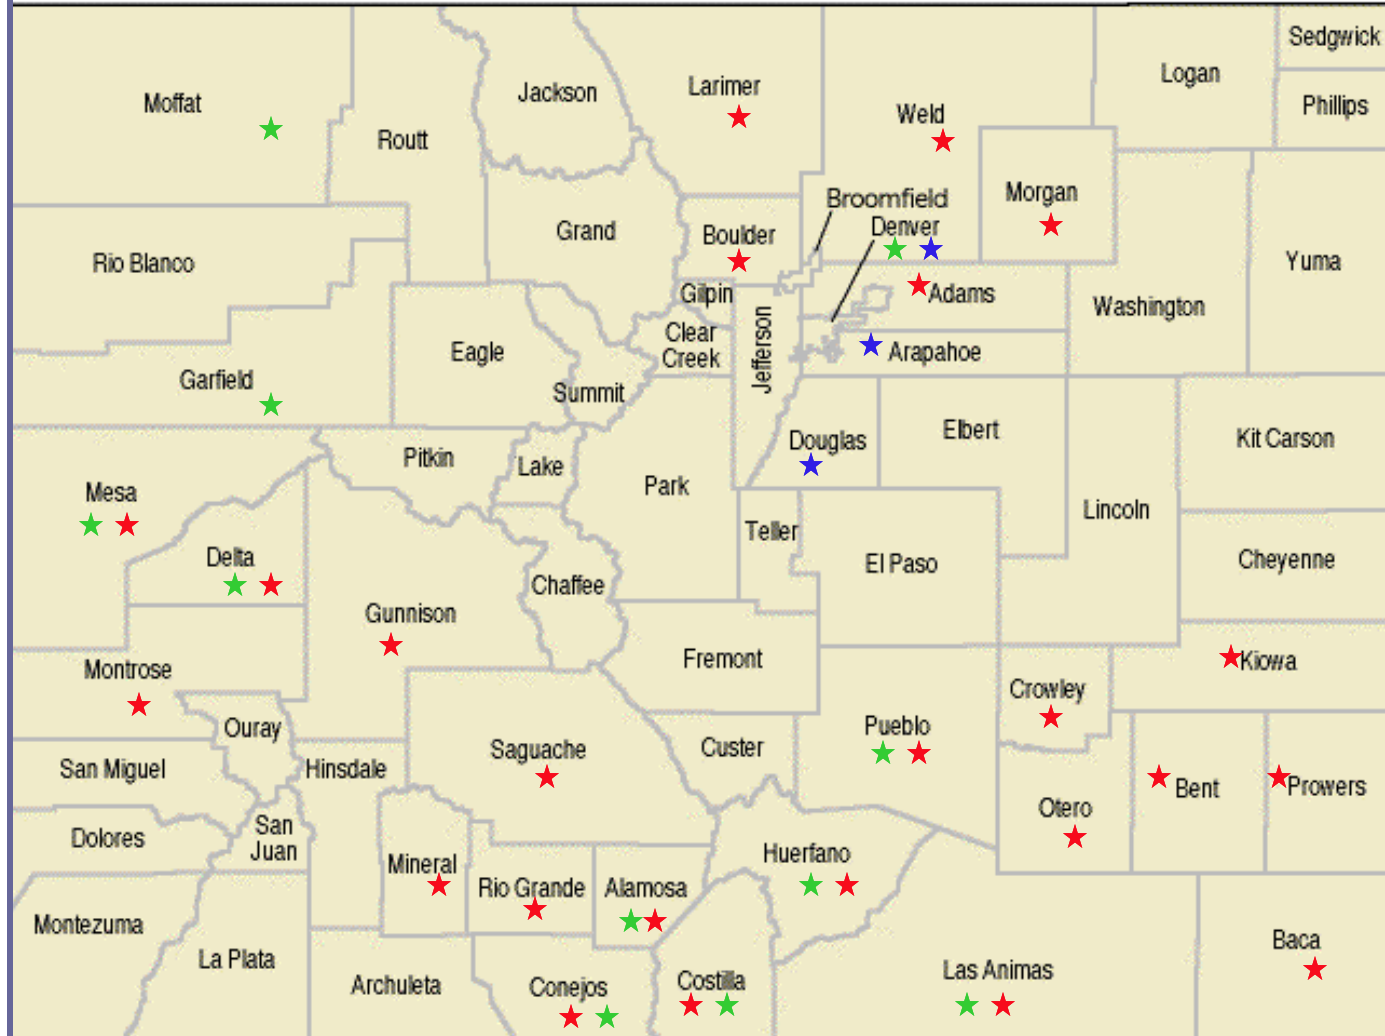 Sedgwick
Logan
Jackson
Larimer
Moffat
Phillips
Weld
Routt
Morgan
Broomfield
Denver
Grand
Boulder
Yuma
Rio Blanco
Gilpin
Adams
Washington
Clear
Creek
Jefferson
Eagle
Arapahoe
Garfield
Summit
Douglas
Elbert
Kit Carson
Pitkin
Lake
Park
Mesa
Lincoln
Teller
Delta
Chaffee
El Paso
Cheyenne
Gunnison
Fremont
Kiowa
Montrose
Crowley
Ouray
Pueblo
Saguache
Custer
San Miguel
Hinsdale
Bent
Prowers
Otero
Dolores
San
Juan
Huerfano
Mineral
Rio Grande
Alamosa
Montezuma
Baca
La Plata
Las Animas
Archuleta
Conejos
Costilla